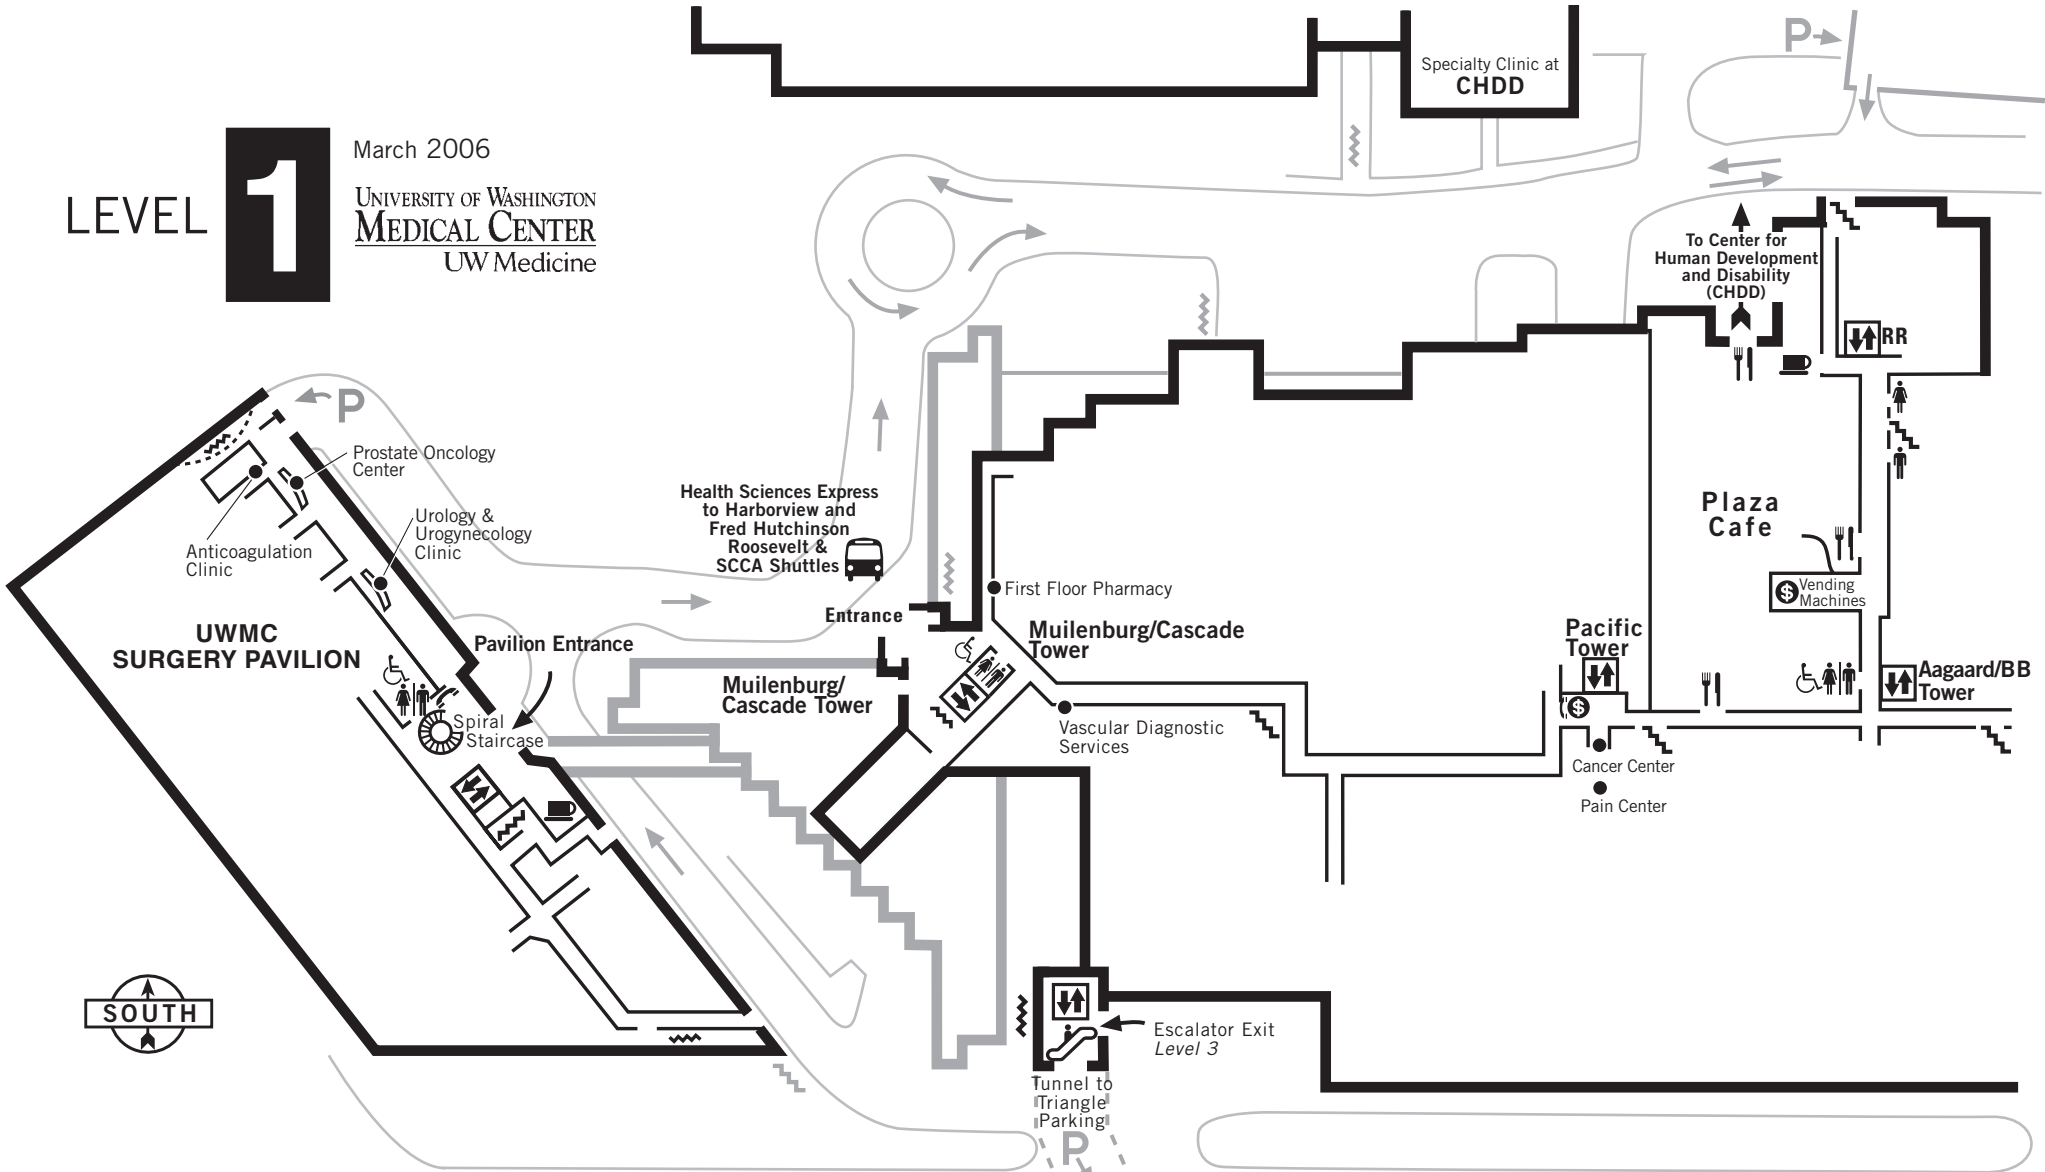 Specialty Clinic at
CHDD
P
LEVEL
1
March 2006
UNIVERSITY OF WASHINGTON
MEDICAL CENTER
UW Medicine
To Center for
Human Development
and Disability
(CHDD)
RR
P
Prostate Oncology
Center
Urology &
Urogynecology
Clinic
Anticoagulation
Clinic
Health Sciences Express
to Harborview and
Fred Hutchinson
Roosevelt &
SCCA Shuttles
Plaza
Cafe
First Floor Pharmacy
$
Vending
Machines
Entrance
UWMC
SURGERY PAVILION
Pavilion Entrance
Muilenburg/Cascade
Tower
Pacific
Tower
Muilenburg/
Cascade Tower
Aagaard/BB
Tower
$
Spiral
Staircase
Vascular Diagnostic
Services
Cancer Center
Pain Center
SOUTH
Escalator Exit
Level 3
Tunnel to
Triangle
Parking
P